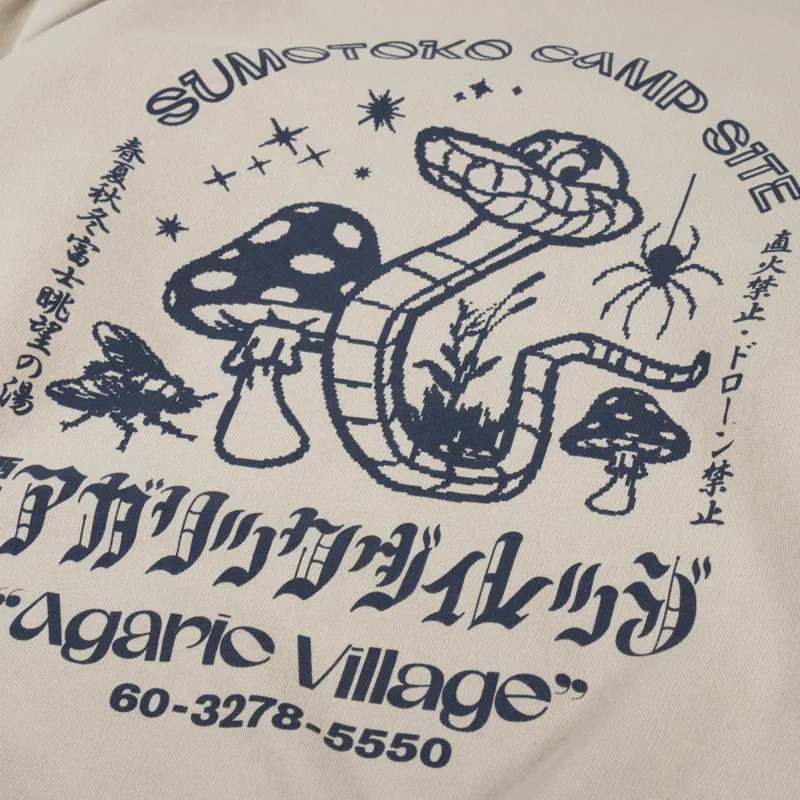 SUMOTOKO CAMP SITE
春夏秋冬富士眺望の湯
直火禁止・ドローン禁止
アガリックヴィレッヂ
“Agaric Village”
60-3278-5550